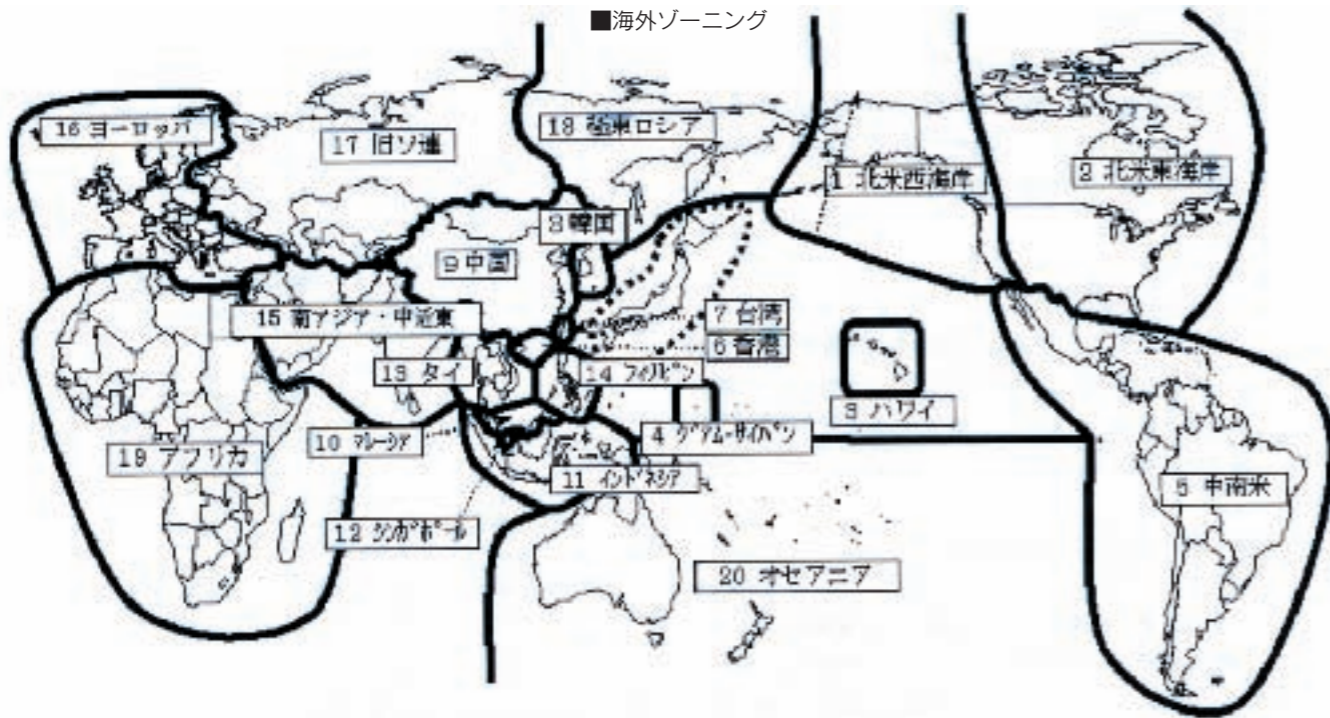 ■海外ゾーニング
16 ヨーロッパ
17 旧ソ連
18 極東ロシア
1 北米西海岸
2 北米東海岸
3 韓国
9 中国
15 南アジア・中近東
7 台湾
6 香港
13 タイ
14 フィリピン
3 ハワイ
10 マレーシア
4 グアム・サイパン
19 アフリカ
11 インドネシア
5 中南米
12 シンガポール
20 オセアニア